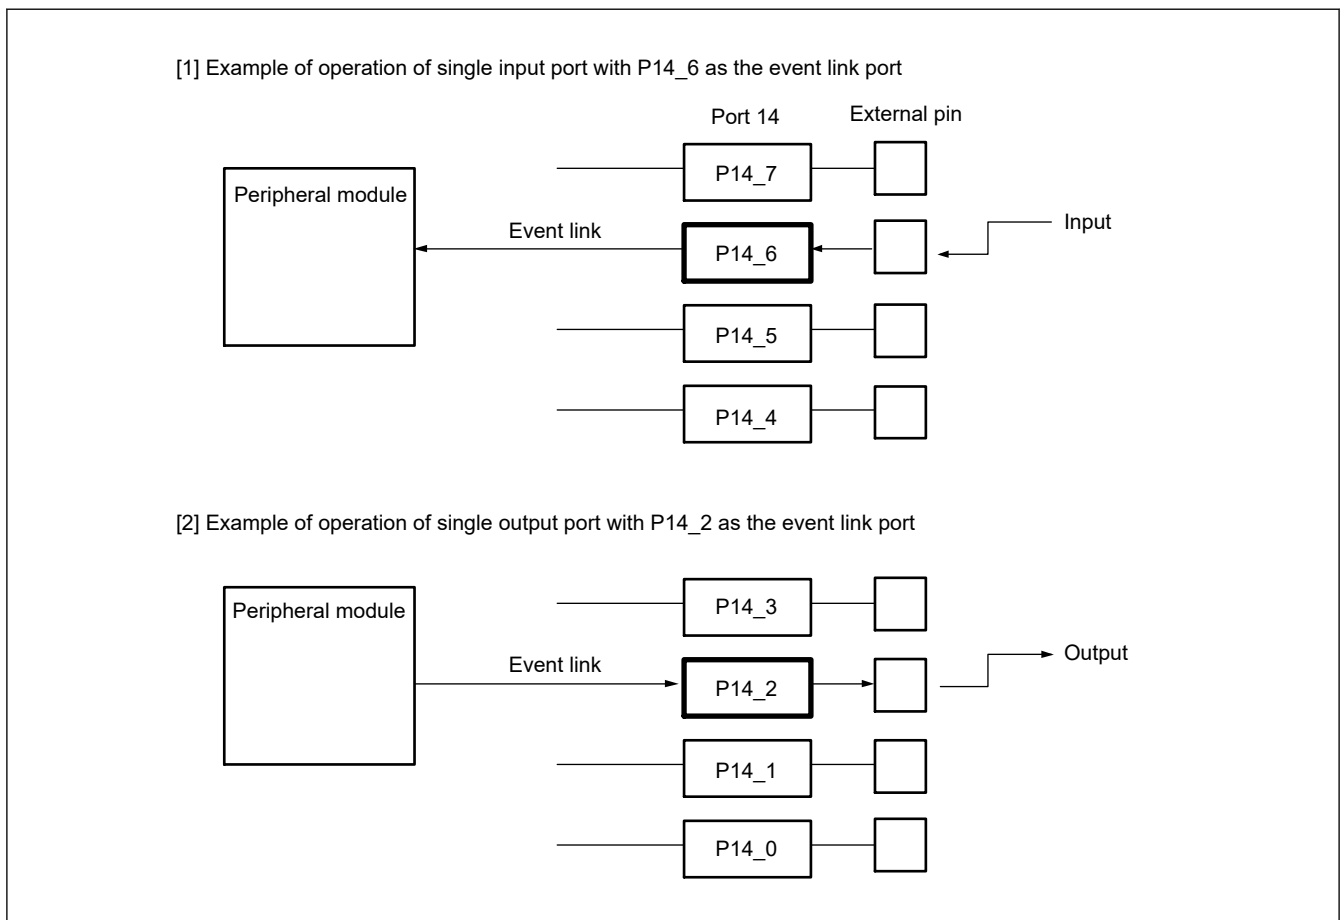 [1] Example of operation of single input port with P14_6 as the event link port
Port 14
External pin
P14_7
Peripheral module
Event link
P14_6
Input
P14_5
P14_4
[2] Example of operation of single output port with P14_2 as the event link port
Peripheral module
P14_3
Event link
P14_2
Output
P14_1
P14_0